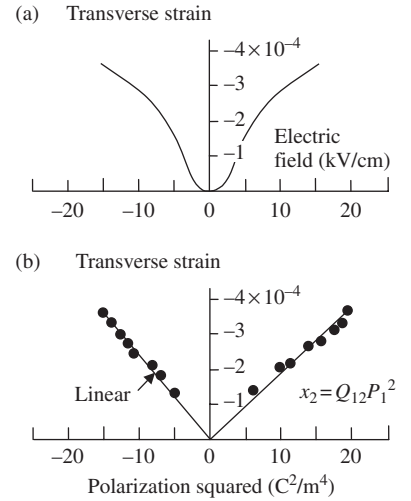 (a) Transverse strain
–4×10⁻⁴
–3
–2
–1
Electric
field (kV/cm)
–20 –10 0 10 20
(b) Transverse strain
–4×10⁻⁴
–3
–2
–1
Linear
x₂=Q₁₂P₁²
–20 –10 0 10 20
Polarization squared (C²/m⁴)